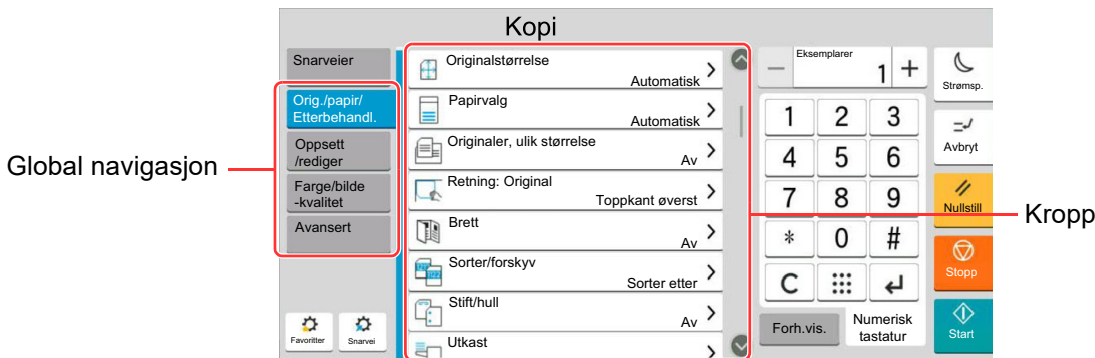 Kopi
Global navigasjon
Snarveier
Orig./papir/
Etterbehandl.
Oppsett
/rediger
Farge/bilde
-kvalitet
Avansert
Favoritter
Snarvei
Originalstørrelse
Automatisk
Papirvalg
Automatisk
Originaler, ulik størrelse
Av
Retning: Original
Toppkant øverst
Brett
Av
Sorter/forskyv
Sorter etter
Stift/hull
Av
Utkast
Eksemplarer
− 1 +
1 2 3
4 5 6
7 8 9
* 0 #
C
Forh.vis.
Numerisk
tastatur
Strømsp.
Avbryt
Nullstill
Stopp
Start
Kropp